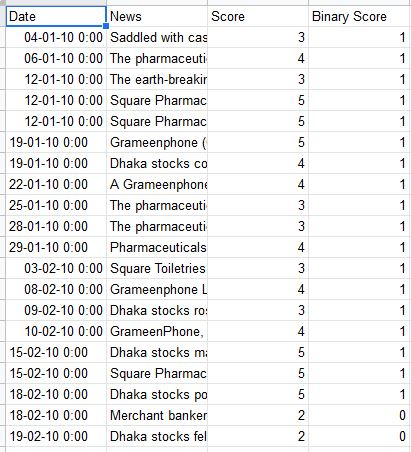 Date News Score Binary Score
04-01-10 0:00 Saddled with cas 3 1
06-01-10 0:00 The pharmaceuti 4 1
12-01-10 0:00 The earth-breakin 3 1
12-01-10 0:00 Square Pharmac 5 1
12-01-10 0:00 Square Pharmac 5 1
19-01-10 0:00 Grameenphone ( 5 1
19-01-10 0:00 Dhaka stocks co 4 1
22-01-10 0:00 A Grameenphone 4 1
25-01-10 0:00 The pharmaceuti 3 1
28-01-10 0:00 The pharmaceuti 3 1
29-01-10 0:00 Pharmaceuticals 4 1
03-02-10 0:00 Square Toiletries 3 1
08-02-10 0:00 Grameenphone L 4 1
09-02-10 0:00 Dhaka stocks ros 3 1
10-02-10 0:00 GrameenPhone, 4 1
15-02-10 0:00 Dhaka stocks ma 5 1
15-02-10 0:00 Square Pharmac 5 1
18-02-10 0:00 Dhaka stocks po 5 1
18-02-10 0:00 Merchant banker 2 0
19-02-10 0:00 Dhaka stocks fel 2 0